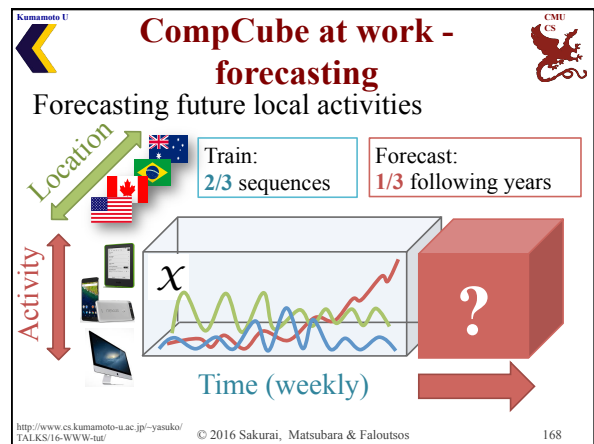 Kumamoto U
CMU
CS
CompCube at work -
forecasting
Forecasting future local activities
Location
Train:
2/3 sequences
Forecast:
1/3 following years
Activity
X
?
Time (weekly)
http://www.cs.kumamoto-u.ac.jp/~yasuko/
TALKS/16-WWW-tut/
© 2016 Sakurai, Matsubara & Faloutsos
168